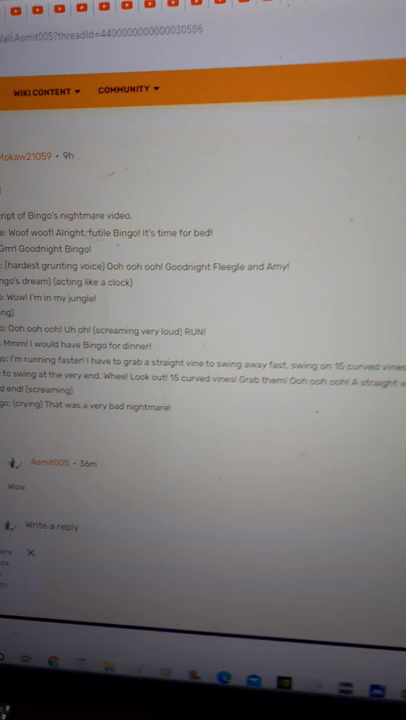 Wall:Asmit005?threadId=4400000000000030586
WIKI CONTENT COMMUNITY
Mokaw21059 • 9h
ript of Bingo's nightmare video.
e: Woof woof! Alright, futile Bingo! It's time for bed!
Grrr! Goodnight Bingo!
: (hardest grunting voice) Ooh ooh ooh! Goodnight Fleegle and Amy!
ngo's dream) (acting like a clock)
o: Wow! I'm in my jungle!
ng)
o: Ooh ooh ooh! Uh oh! (screaming very loud) RUN!
: Mmm! I would have Bingo for dinner!
go: I'm running faster! I have to grab a straight vine to swing away fast, swing on 15 curved vines
to swing at the very end. Whee! Look out! 15 curved vines! Grab them! Ooh ooh ooh! A straight v
d end! (screaming)
go: (crying) That was a very bad nightmare!
Asmit005 • 36m
Wow.
Write a reply